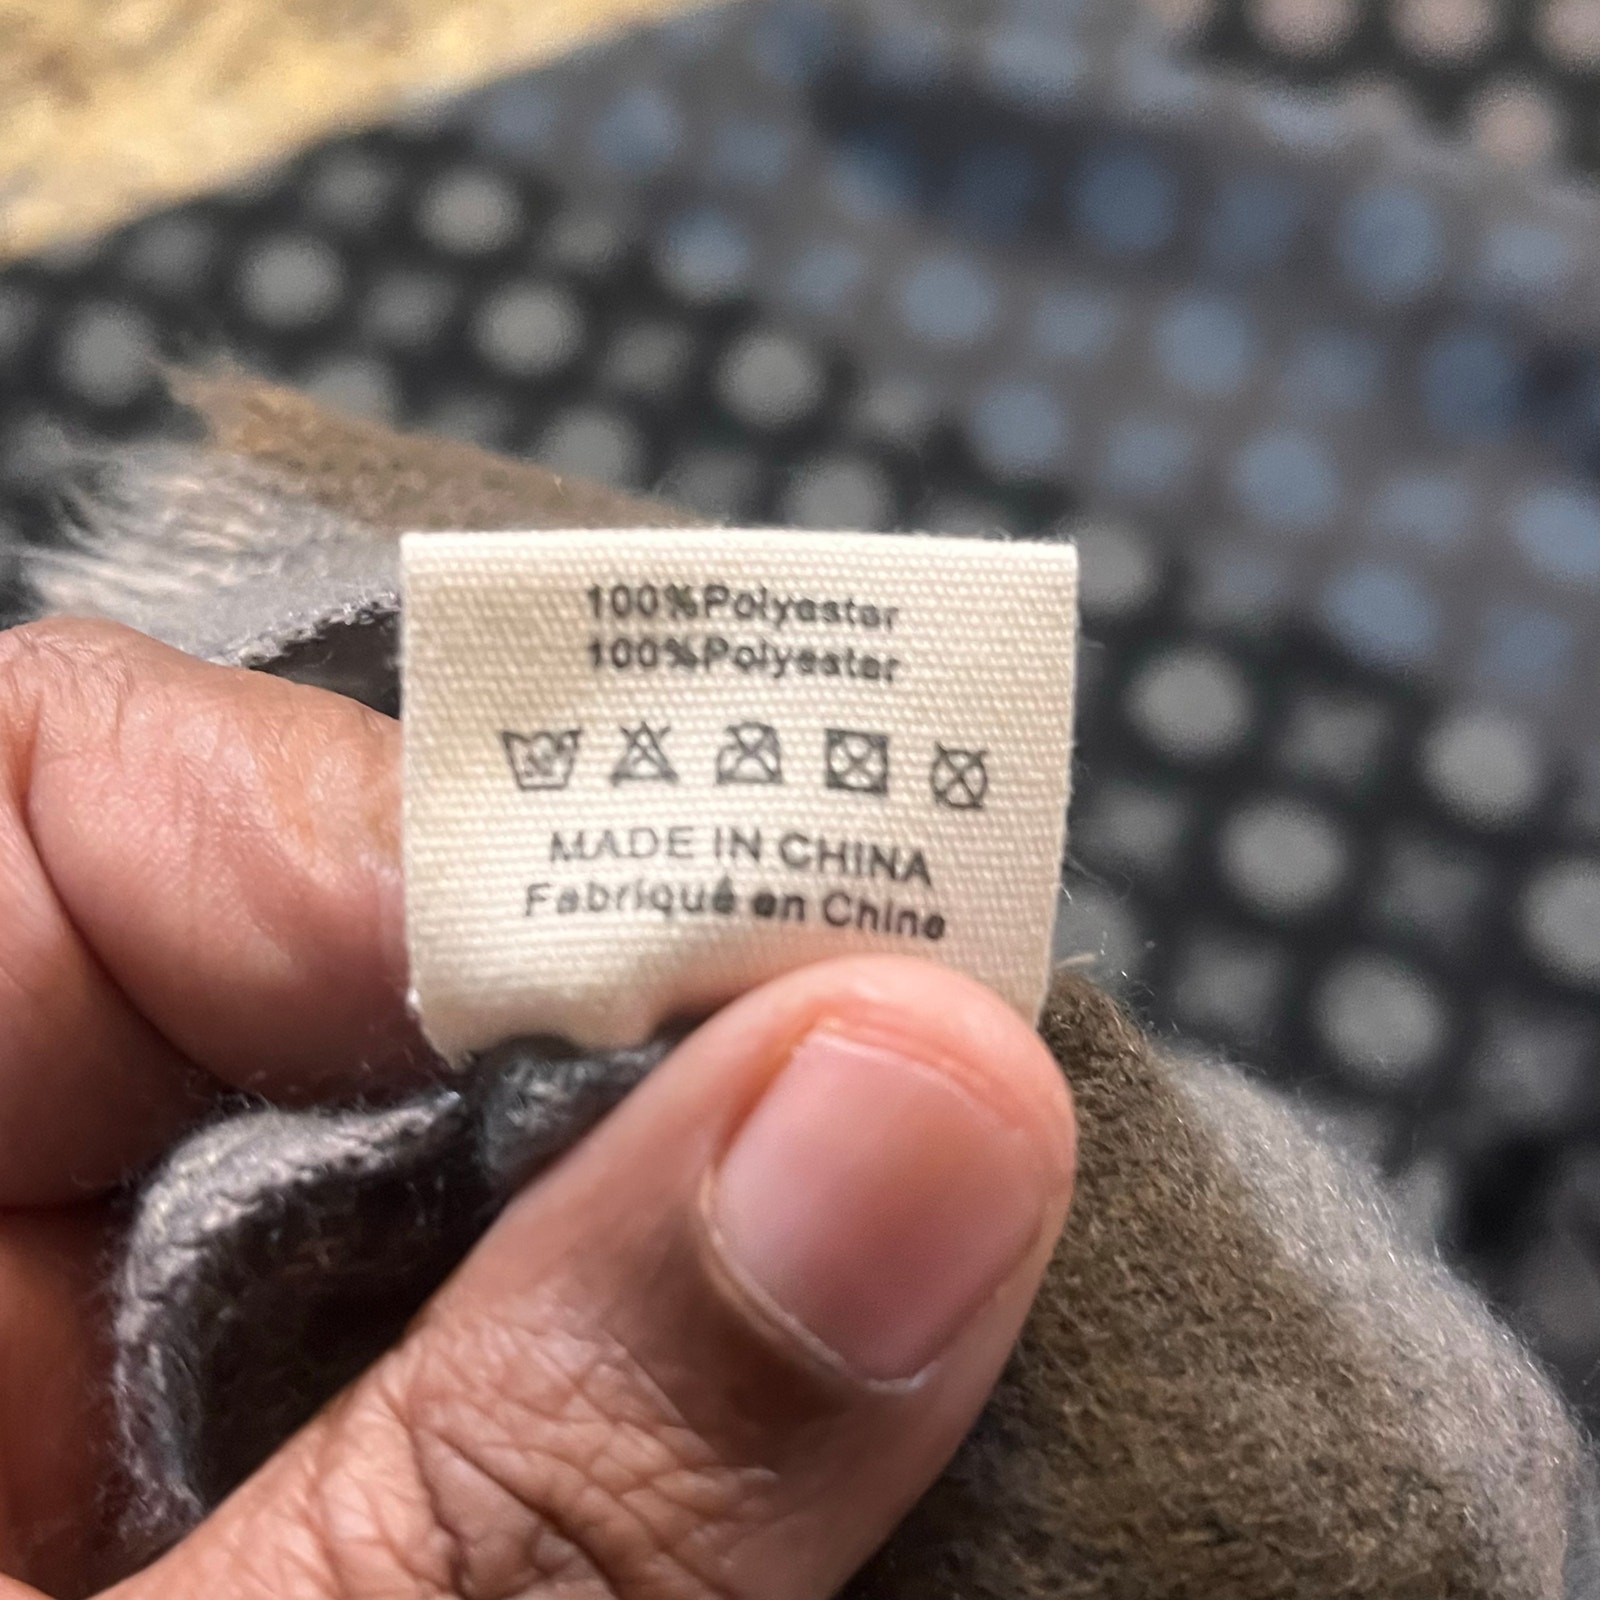 100%Polyester
100%Polyester
MADE IN CHINA
Fabriqué en Chine